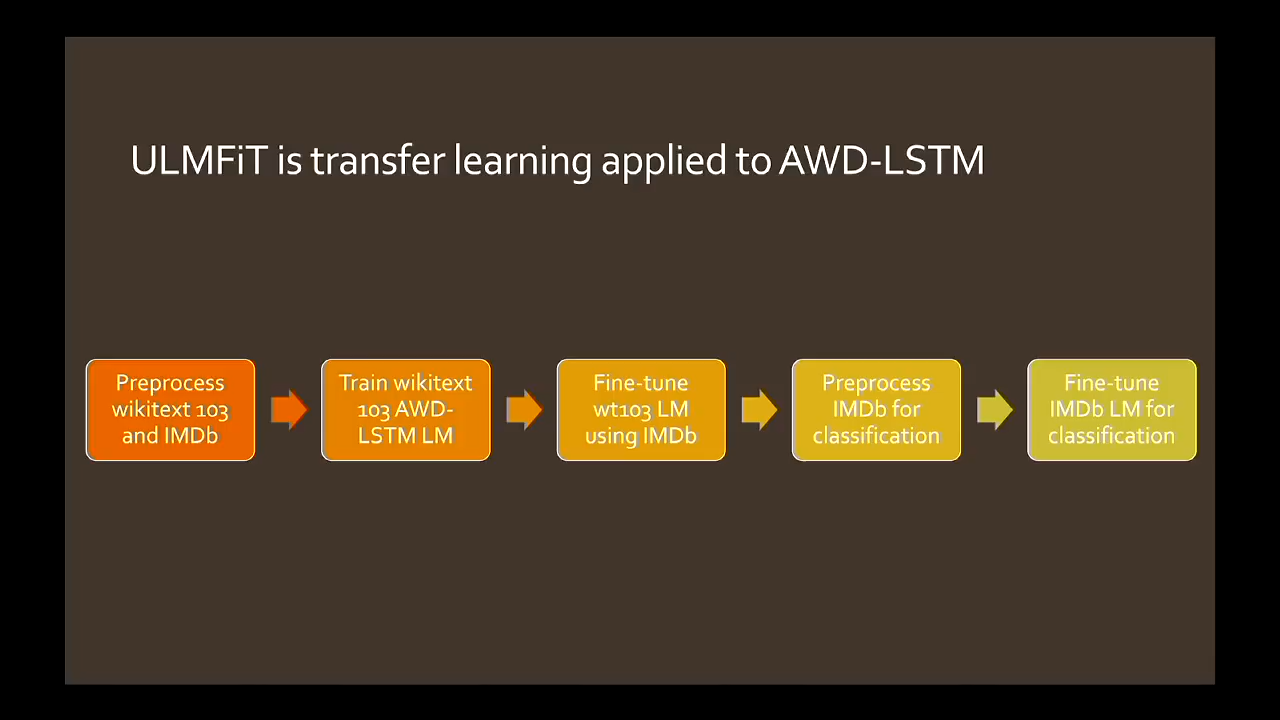 ULMFiT is transfer learning applied to AWD-LSTM
Preprocess
wikitext 103
and IMDb
Train wikitext
103 AWD-
LSTM LM
Fine-tune
wt103 LM
using IMDb
Preprocess
IMDb for
classification
Fine-tune
IMDb LM for
classification